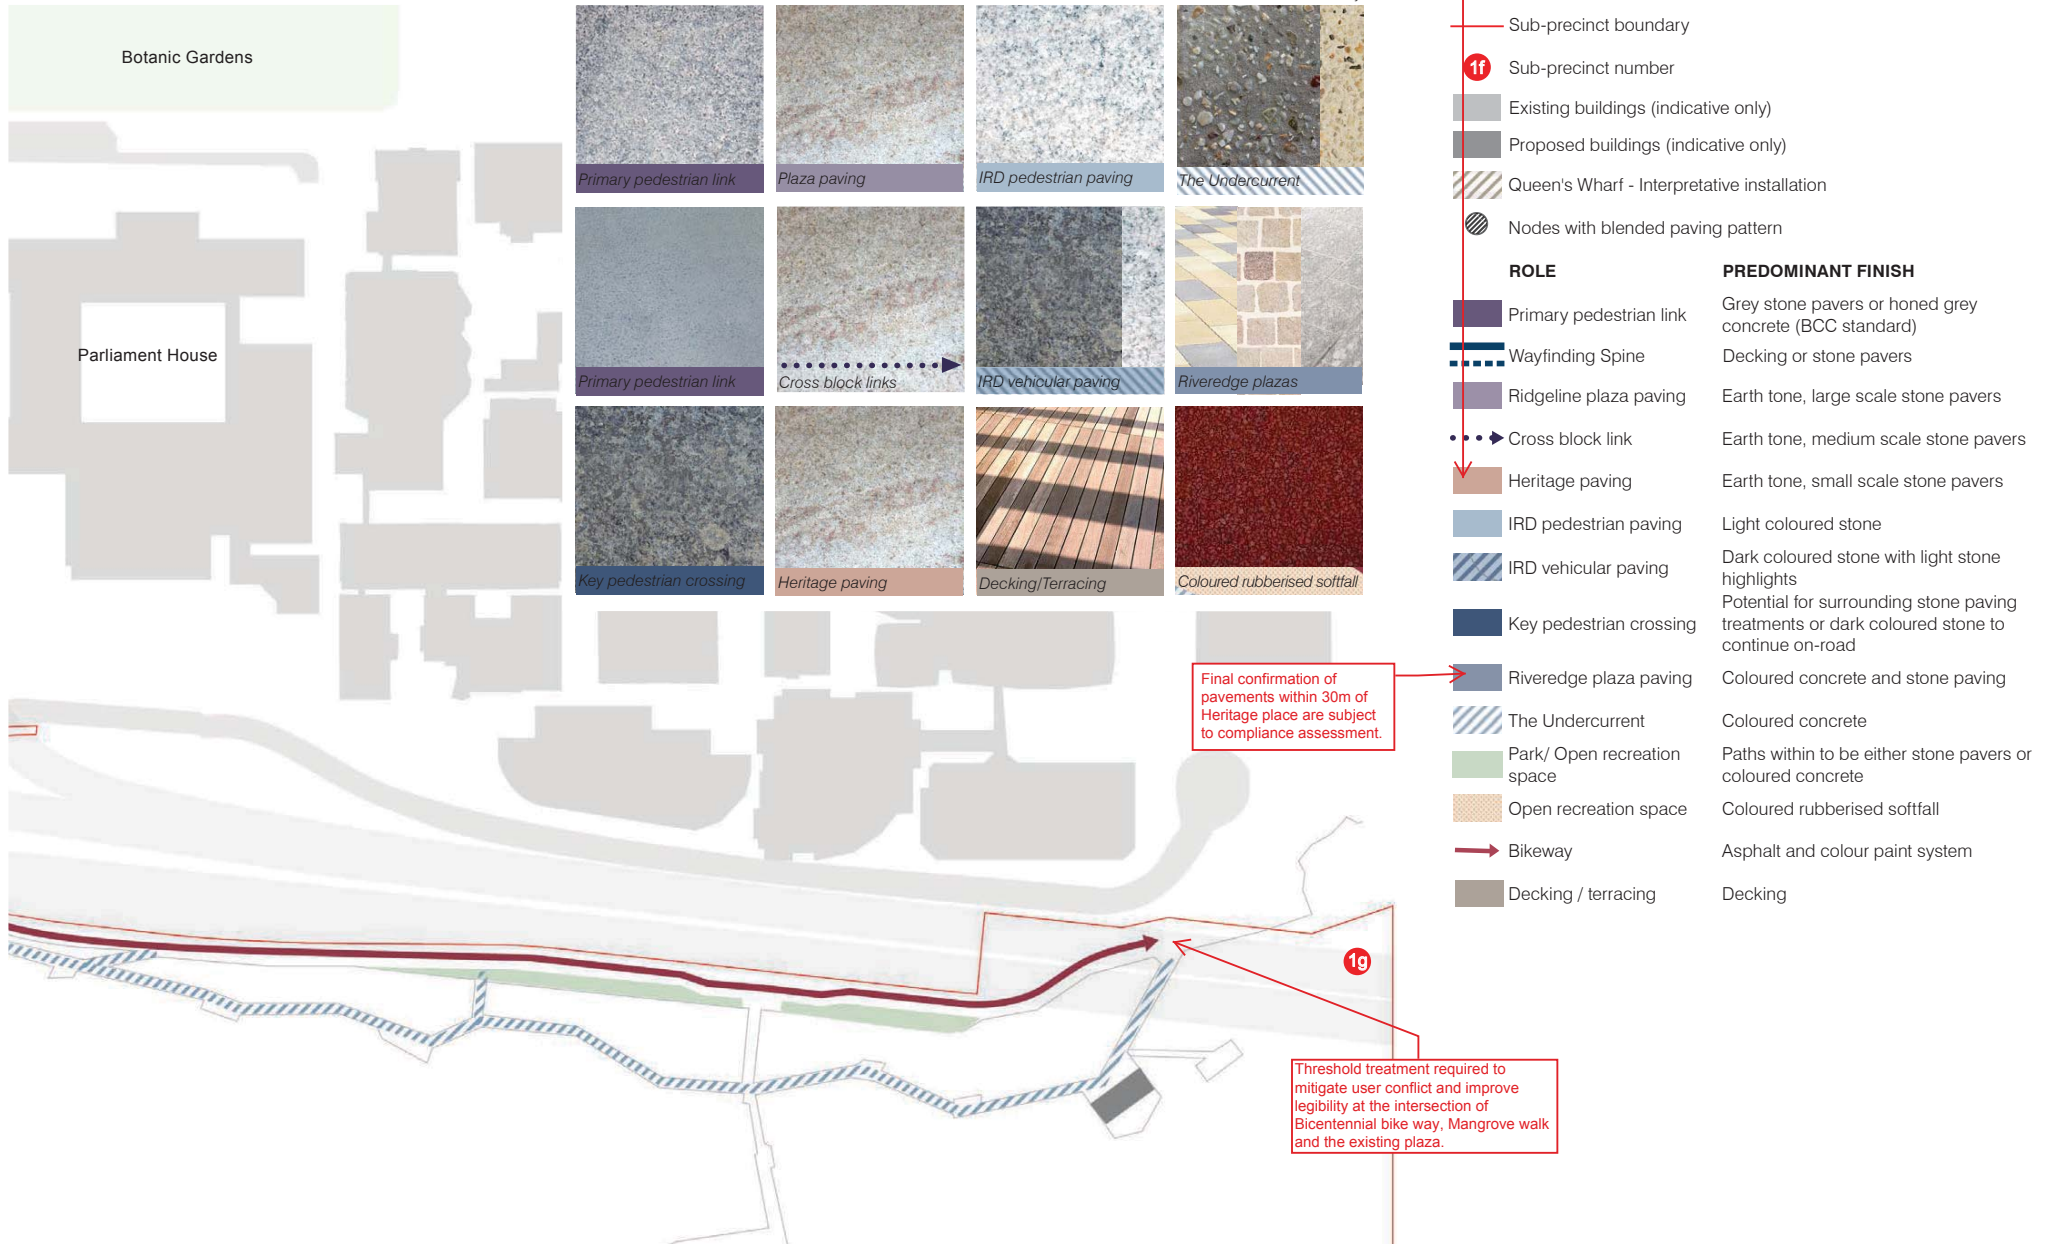 Botanic Gardens
Parliament House
Primary pedestrian link
Plaza paving
IRD pedestrian paving
The Undercurrent
Primary pedestrian link
Cross block links
IRD vehicular paving
Riveredge plazas
Key pedestrian crossing
Heritage paving
Decking/Terracing
Coloured rubberised softfall
Sub-precinct boundary
1f Sub-precinct number
Existing buildings (indicative only)
Proposed buildings (indicative only)
Queen's Wharf - Interpretative installation
Nodes with blended paving pattern
ROLE PREDOMINANT FINISH
Primary pedestrian link Grey stone pavers or honed grey
concrete (BCC standard)
Wayfinding Spine Decking or stone pavers
Ridgeline plaza paving Earth tone, large scale stone pavers
Cross block link Earth tone, medium scale stone pavers
Heritage paving Earth tone, small scale stone pavers
IRD pedestrian paving Light coloured stone
IRD vehicular paving Dark coloured stone with light stone
highlights
Key pedestrian crossing Potential for surrounding stone paving
treatments or dark coloured stone to
continue on-road
Riveredge plaza paving Coloured concrete and stone paving
The Undercurrent Coloured concrete
Park/ Open recreation
space
Paths within to be either stone pavers or
coloured concrete
Open recreation space Coloured rubberised softfall
Bikeway Asphalt and colour paint system
Decking / terracing Decking
Final confirmation of
pavements within 30m of
Heritage place are subject
to compliance assessment.
1g
Threshold treatment required to
mitigate user conflict and improve
legibility at the intersection of
Bicentennial bike way, Mangrove walk
and the existing plaza.